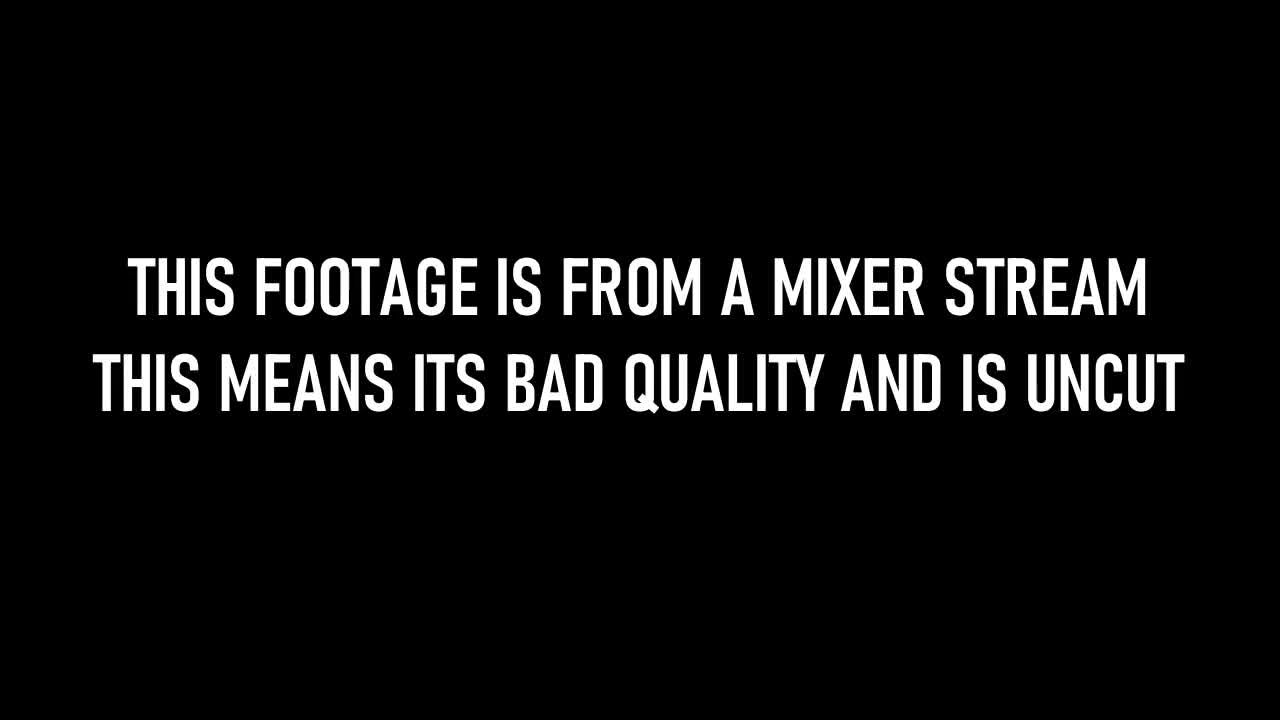 THIS FOOTAGE IS FROM A MIXER STREAM
THIS MEANS ITS BAD QUALITY AND IS UNCUT